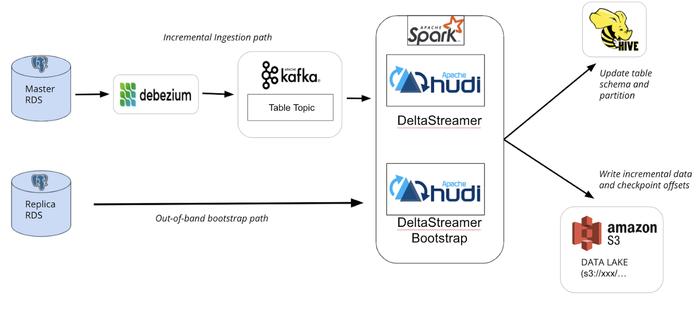 Incremental Ingestion path
Master
RDS
debezium
APACHE
kafka®
Table Topic
APACHE
Spark™
Apache
hudi
DeltaStreamer
HIVE
Update table
schema and
partition
Replica
RDS
Out-of-band bootstrap path
Apache
hudi
DeltaStreamer
Bootstrap
Write incremental data
and checkpoint offsets
amazon
S3
DATA LAKE
(s3://xxx/…